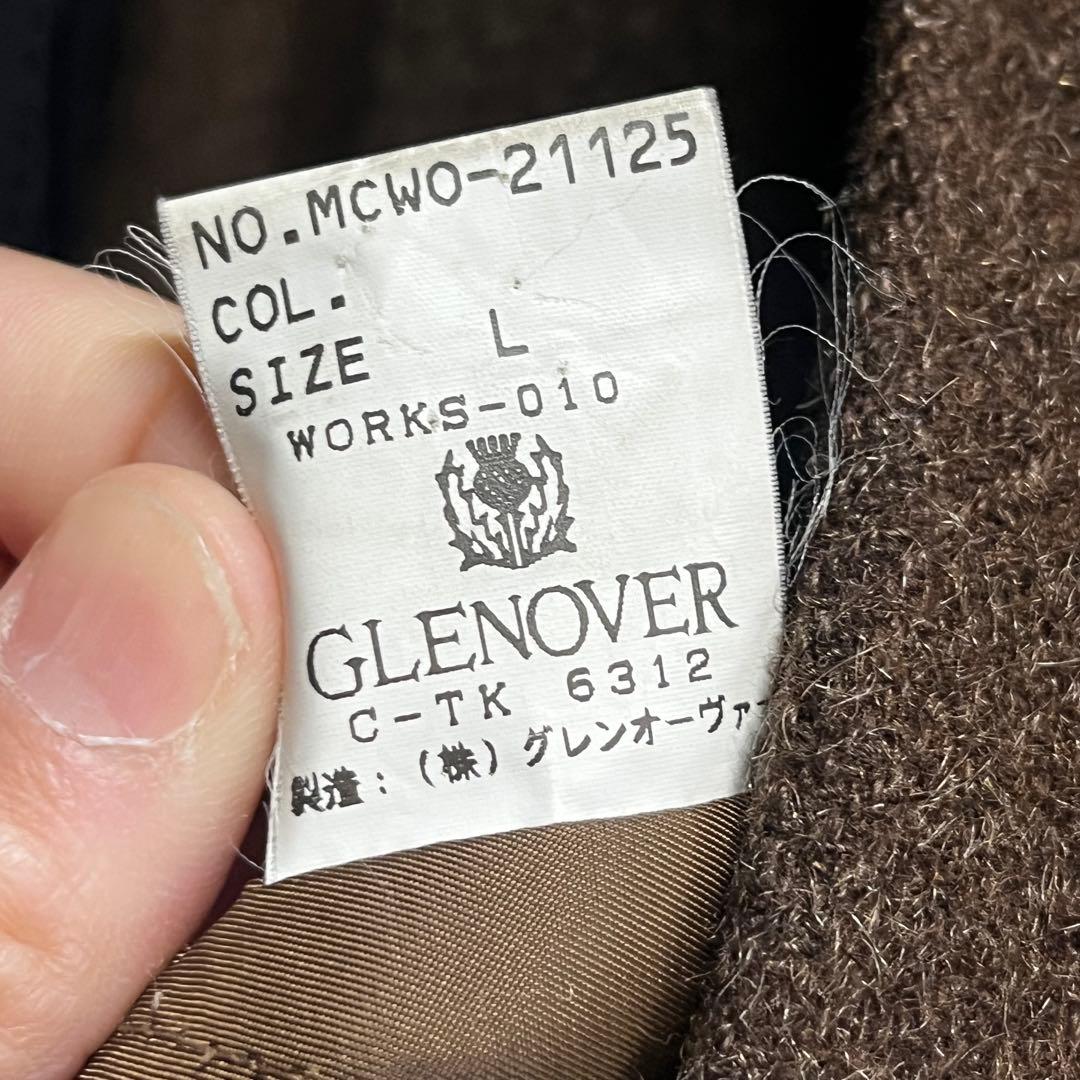 NO.MCWO-21125
COL.
SIZE L
WORKS-010
GLENOVER
C-TK 6312
製造:(株)グレンオーヴァー